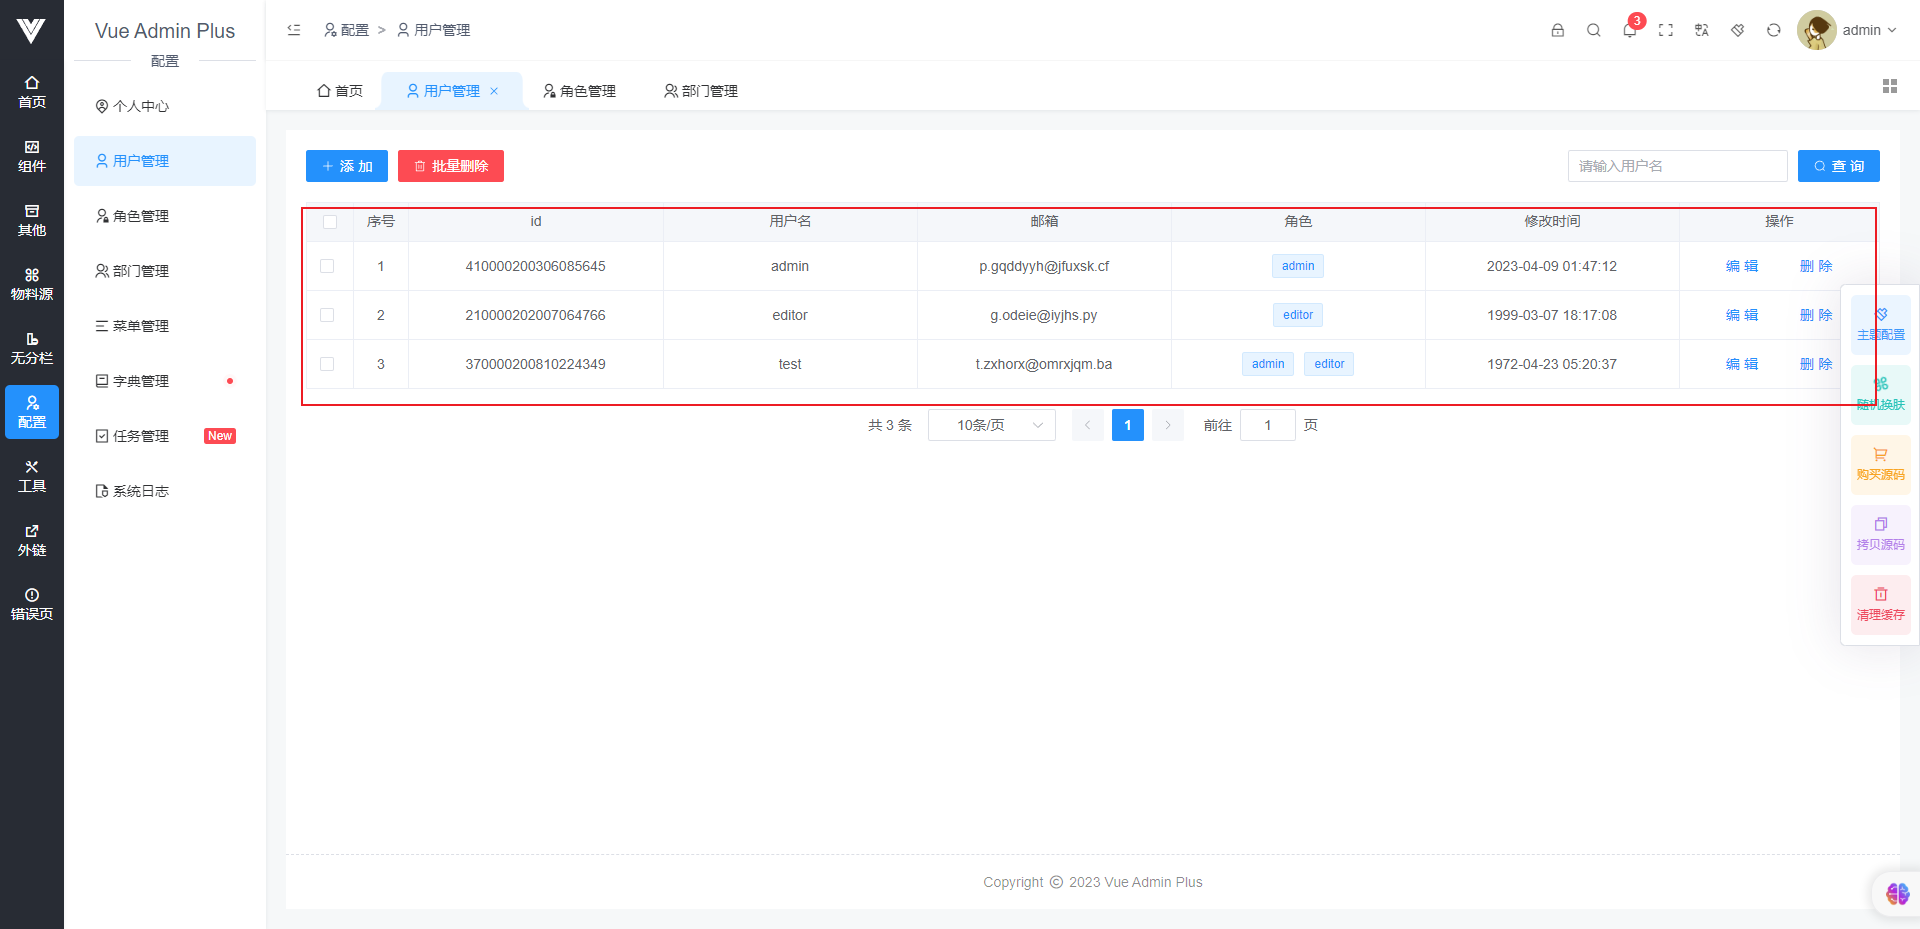 Vue Admin Plus
配置
首页
组件
其他
物料源
无分栏
配置
工具
外链
错误页
个人中心
用户管理
角色管理
部门管理
菜单管理
字典管理
任务管理 New
系统日志
配置 > 用户管理
3
admin
首页 用户管理 × 角色管理 部门管理
+ 添 加 批量删除 请输入用户名 查 询
序号 id 用户名 邮箱 角色 修改时间 操作
1 410000200306085645 admin p.gqddyyh@jfuxsk.cf admin 2023-04-09 01:47:12 编 辑 删 除
2 210000202007064766 editor g.odeie@iyjhs.py editor 1999-03-07 18:17:08 编 辑 删 除
3 370000200810224349 test t.zxhorx@omrxjqm.ba admin editor 1972-04-23 05:20:37 编 辑 删 除
共 3 条 10条/页 < 1 > 前往 1 页
主题配置
随机换肤
购买源码
拷贝源码
清理缓存
Copyright © 2023 Vue Admin Plus